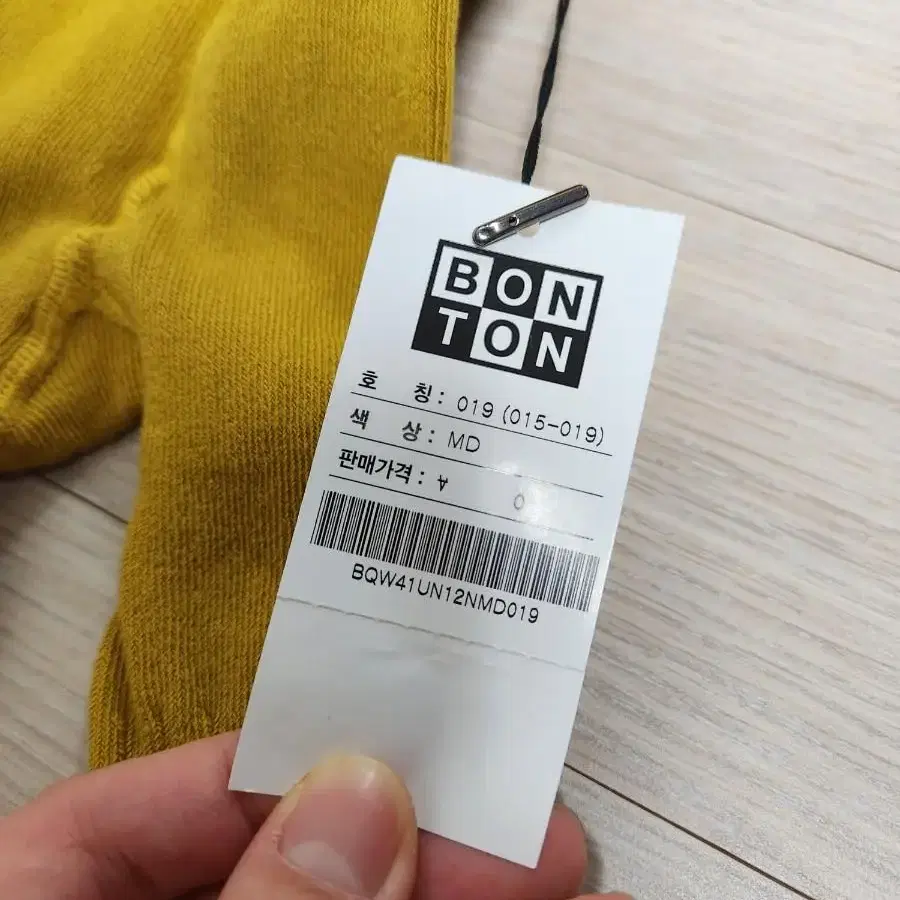 BON
TON
호 칭 : 019 (015-019)
색 상 : MD
판매가격 : ₩ 0
BQW41UN12NMD019